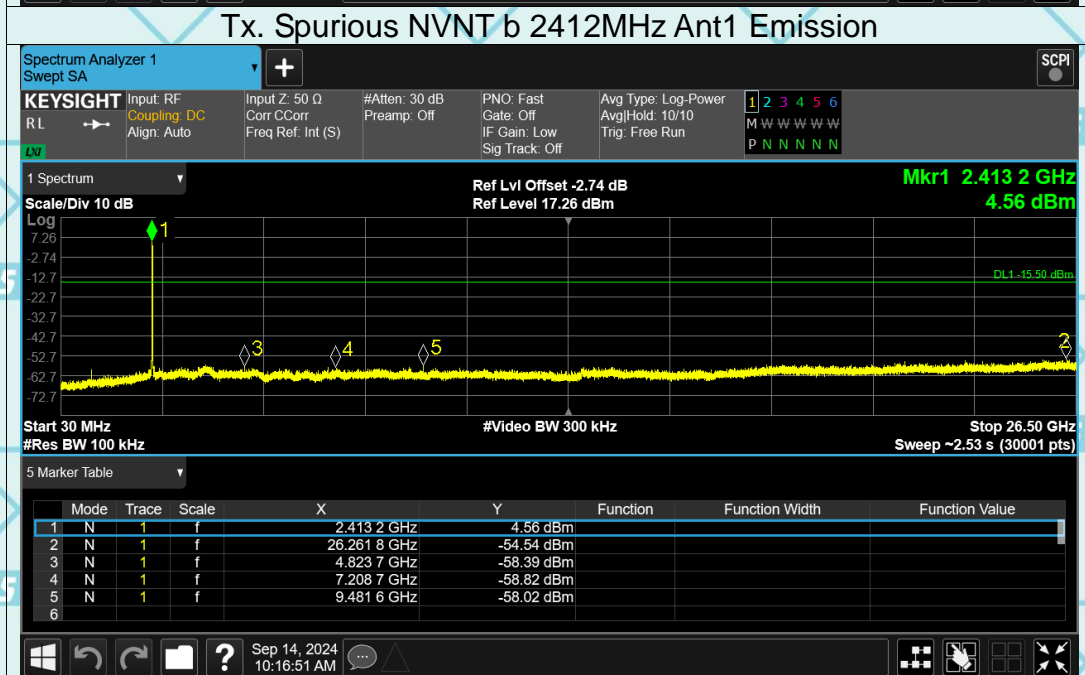 Tx. Spurious NVNT b 2412MHz Ant1 Emission
Spectrum Analyzer 1
Swept SA
+
SCPI
KEYSIGHT
R L
LXI
Input: RF
Coupling: DC
Align: Auto
Input Z: 50 Ω
Corr CCorr
Freq Ref: Int (S)
#Atten: 30 dB
Preamp: Off
PNO: Fast
Gate: Off
IF Gain: Low
Sig Track: Off
Avg Type: Log-Power
Avg|Hold: 10/10
Trig: Free Run
1 2 3 4 5 6
M W W W W W
P N N N N N
1 Spectrum
Scale/Div 10 dB
Ref Lvl Offset -2.74 dB
Ref Level 17.26 dBm
Mkr1 2.413 2 GHz
4.56 dBm
Log
7.26
-2.74
-12.7
-22.7
-32.7
-42.7
-52.7
-62.7
-72.7
1
DL1 -15.50 dBm
3
4
5
2
Start 30 MHz
#Res BW 100 kHz
#Video BW 300 kHz
Stop 26.50 GHz
Sweep ~2.53 s (30001 pts)
5 Marker Table
Mode Trace Scale X Y Function Function Width Function Value
1 N 1 f 2.413 2 GHz 4.56 dBm
2 N 1 f 26.261 8 GHz -54.54 dBm
3 N 1 f 4.823 7 GHz -58.39 dBm
4 N 1 f 7.208 7 GHz -58.82 dBm
5 N 1 f 9.481 6 GHz -58.02 dBm
6
?
Sep 14, 2024
10:16:51 AM